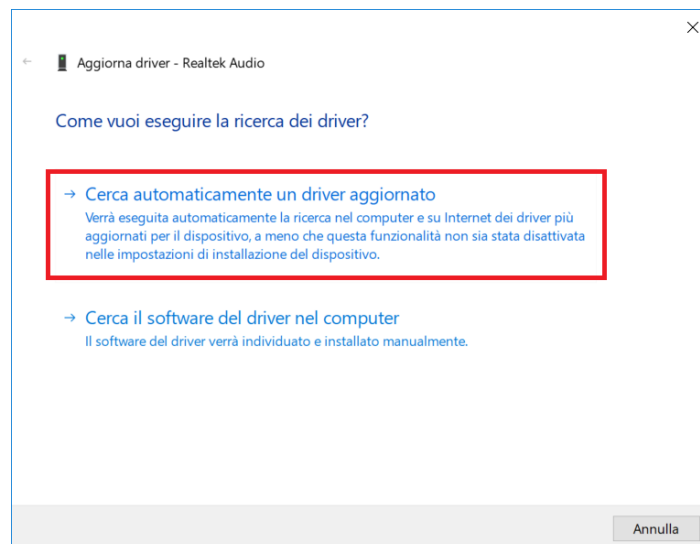 Aggiorna driver - Realtek Audio
Come vuoi eseguire la ricerca dei driver?
Cerca automaticamente un driver aggiornato
Verrà eseguita automaticamente la ricerca nel computer e su Internet dei driver più
aggiornati per il dispositivo, a meno che questa funzionalità non sia stata disattivata
nelle impostazioni di installazione del dispositivo.
Cerca il software del driver nel computer
Il software del driver verrà individuato e installato manualmente.
Annulla